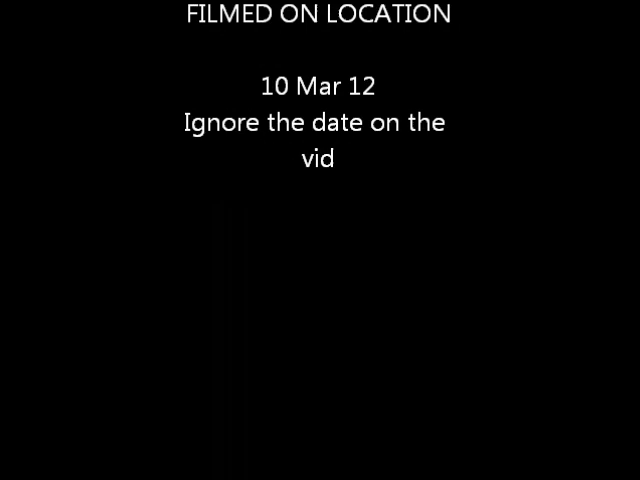 FILMED ON LOCATION
10 Mar 12
Ignore the date on the
vid